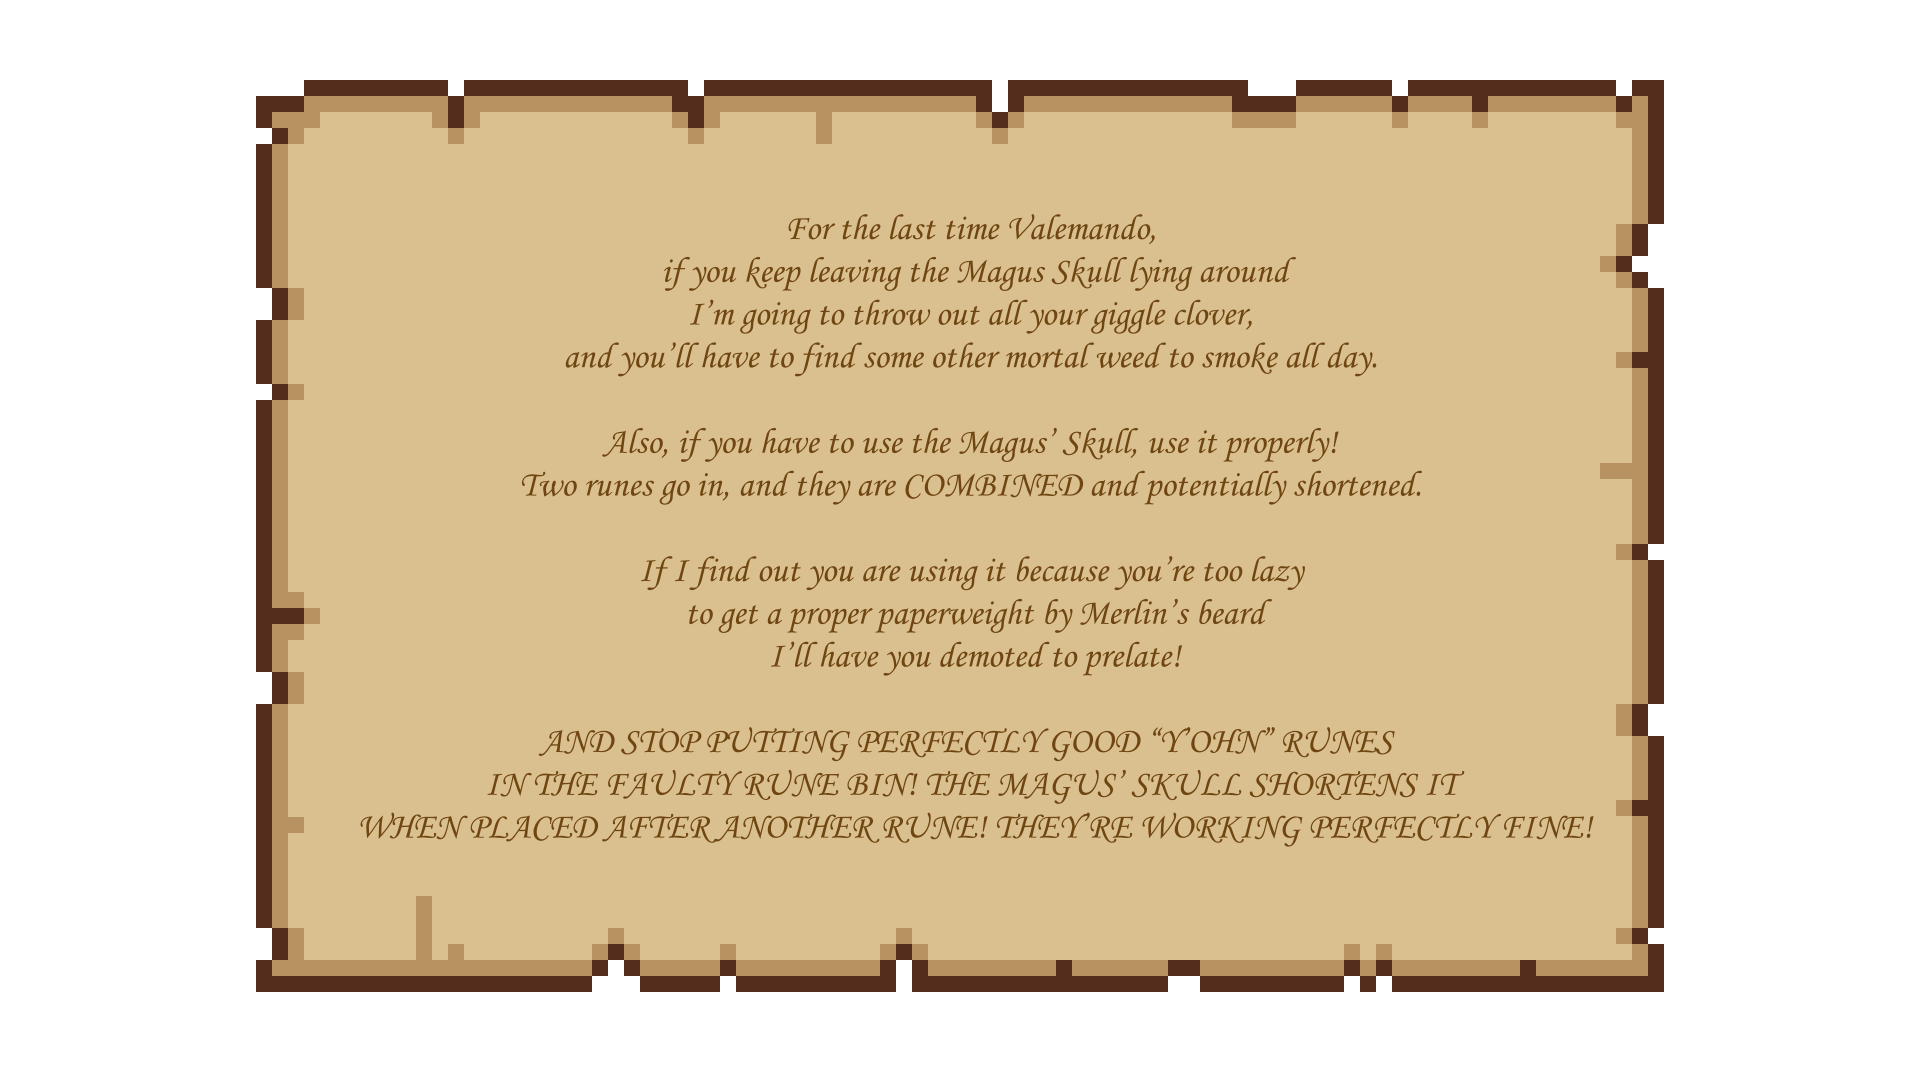 For the last time Valemando,
if you keep leaving the Magus Skull lying around
I’m going to throw out all your giggle clover,
and you’ll have to find some other mortal weed to smoke all day.
Also, if you have to use the Magus’ Skull, use it properly!
Two runes go in, and they are COMBINED and potentially shortened.
If I find out you are using it because you’re too lazy
to get a proper paperweight by Merlin’s beard
I’ll have you demoted to prelate!
AND STOP PUTTING PERFECTLY GOOD “Y’OHN” RUNES
IN THE FAULTY RUNE BIN! THE MAGUS’ SKULL SHORTENS IT
WHEN PLACED AFTER ANOTHER RUNE! THEY’RE WORKING PERFECTLY FINE!